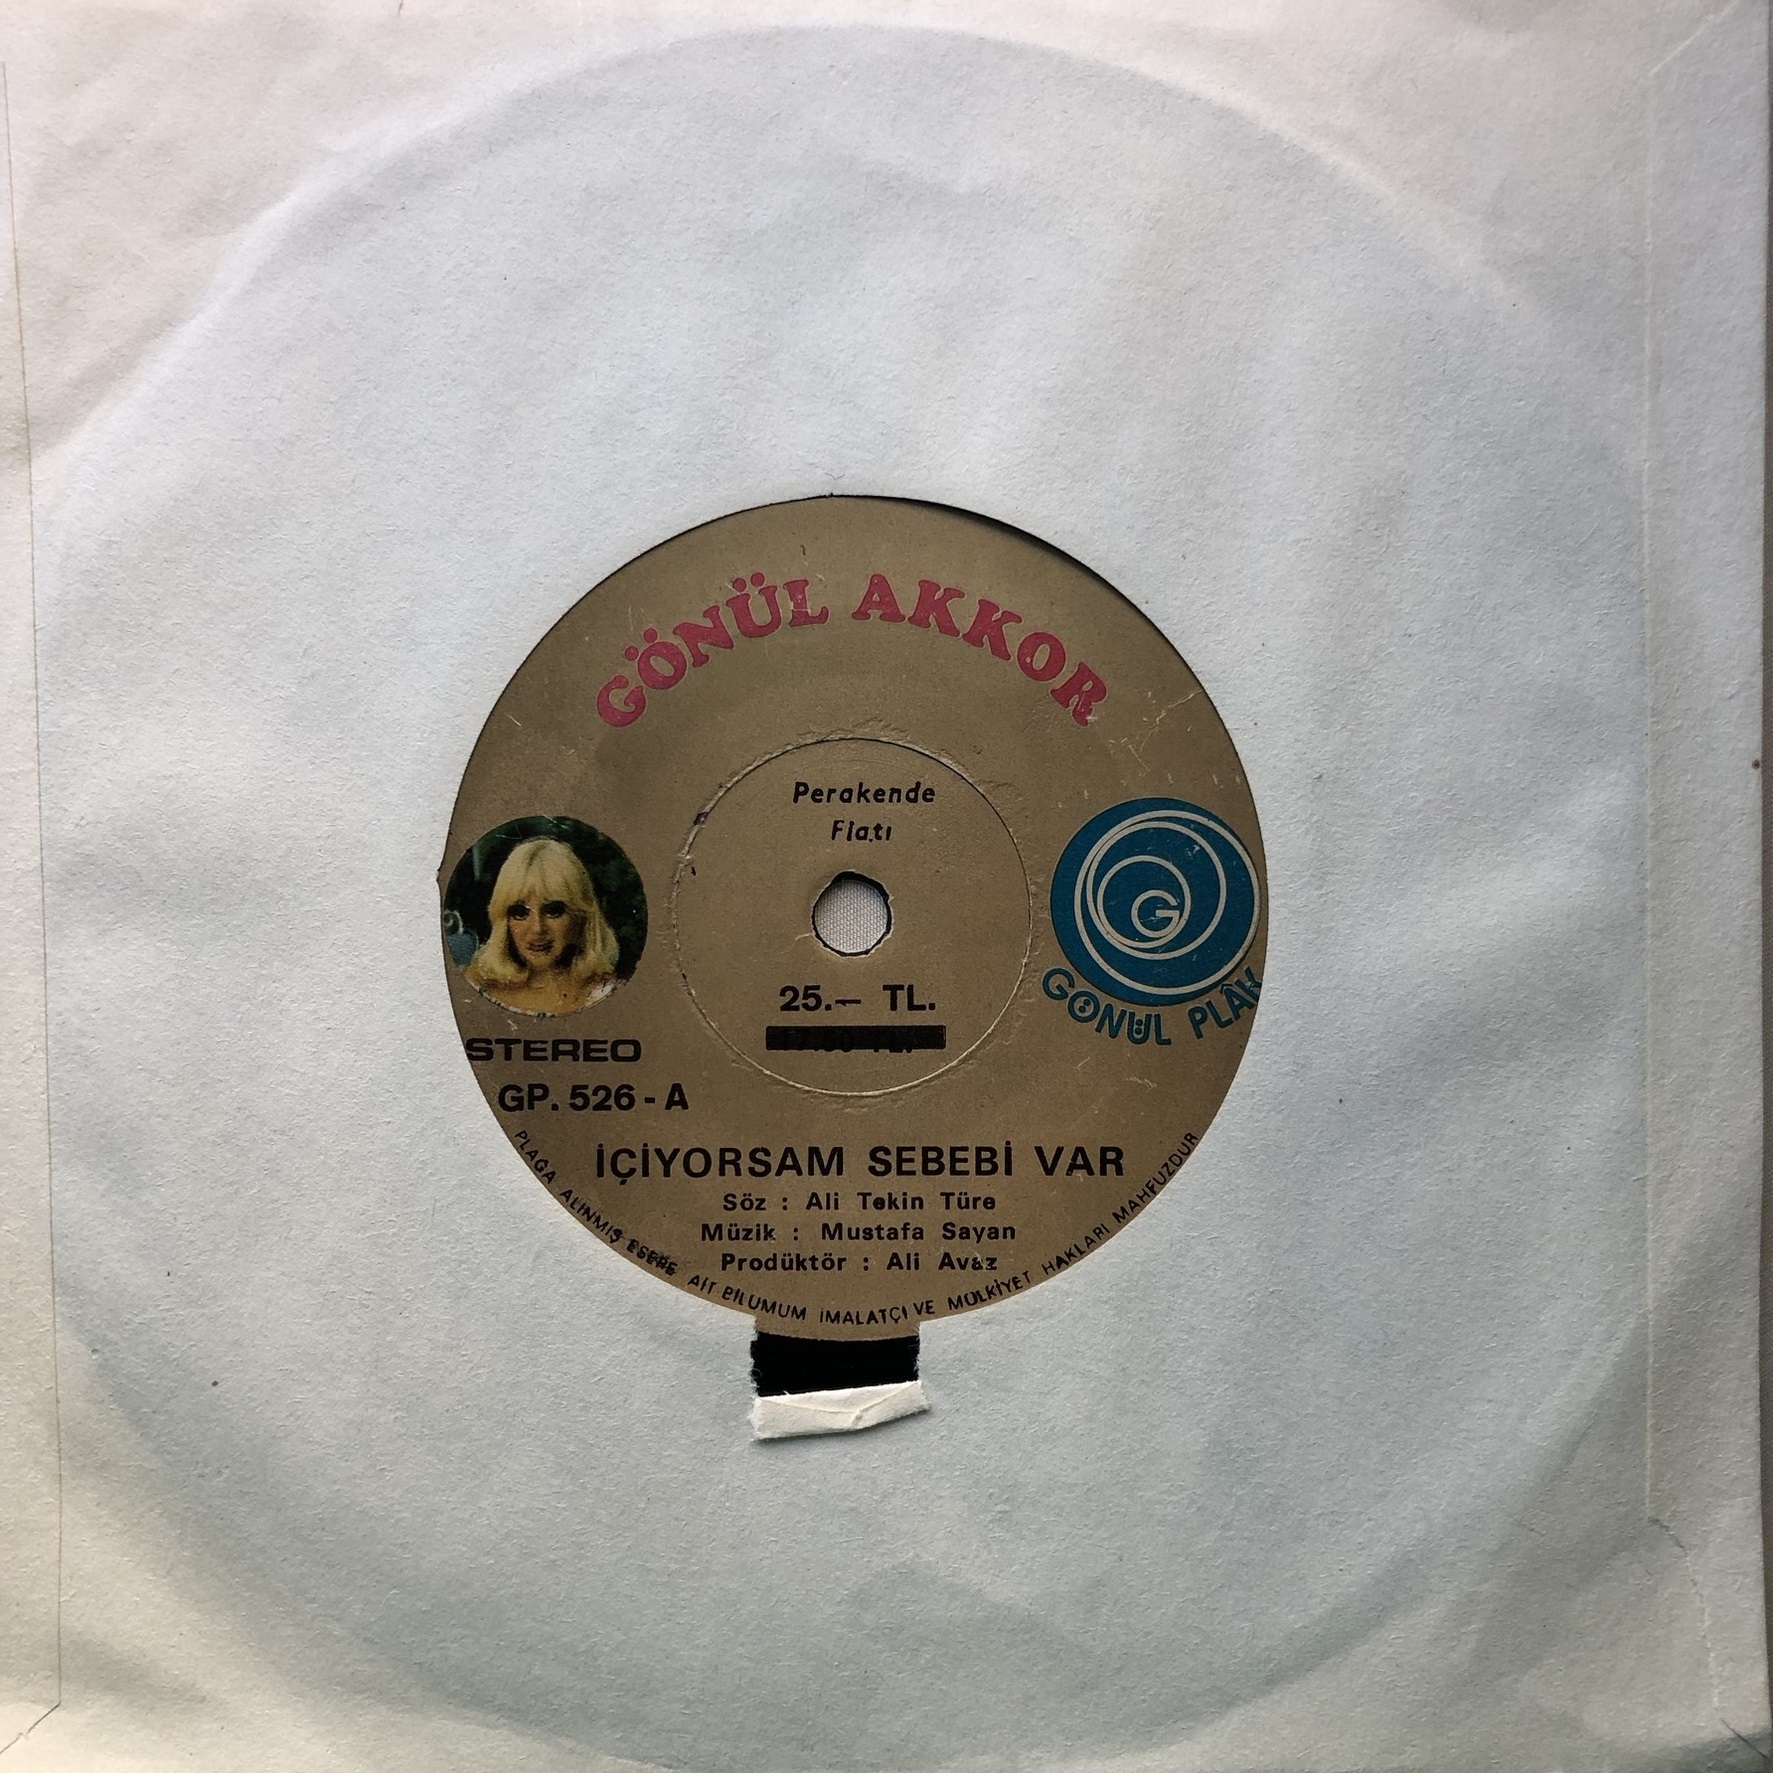 GÖNÜL AKKOR
Perakende
Fiatı
25.— TL.
G
GÖNÜL PLÂK
STEREO
GP. 526 - A
İÇİYORSAM SEBEBİ VAR
Söz : Ali Tekin Türe
Müzik : Mustafa Sayan
Prodüktör : Ali Avaz
PLAĞA ALINMIŞ ESERE AİT BİLUMUM İMALATÇI VE MÜLKİYET HAKLARI MAHFUZDUR